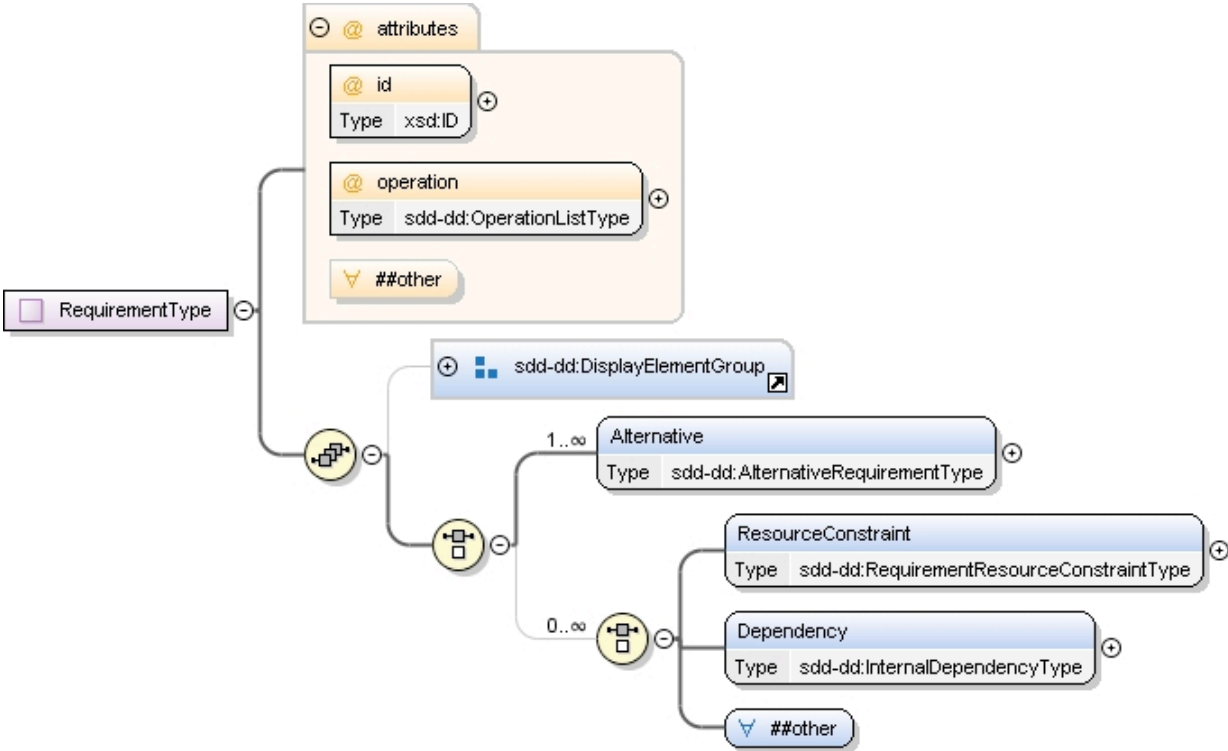 @ attributes
@ id
Type xsd:ID
@ operation
Type sdd-dd:OperationListType
∀ ##other
RequirementType
sdd-dd:DisplayElementGroup
1..∞
Alternative
Type sdd-dd:AlternativeRequirementType
ResourceConstraint
Type sdd-dd:RequirementResourceConstraintType
0..∞
Dependency
Type sdd-dd:InternalDependencyType
∀ ##other